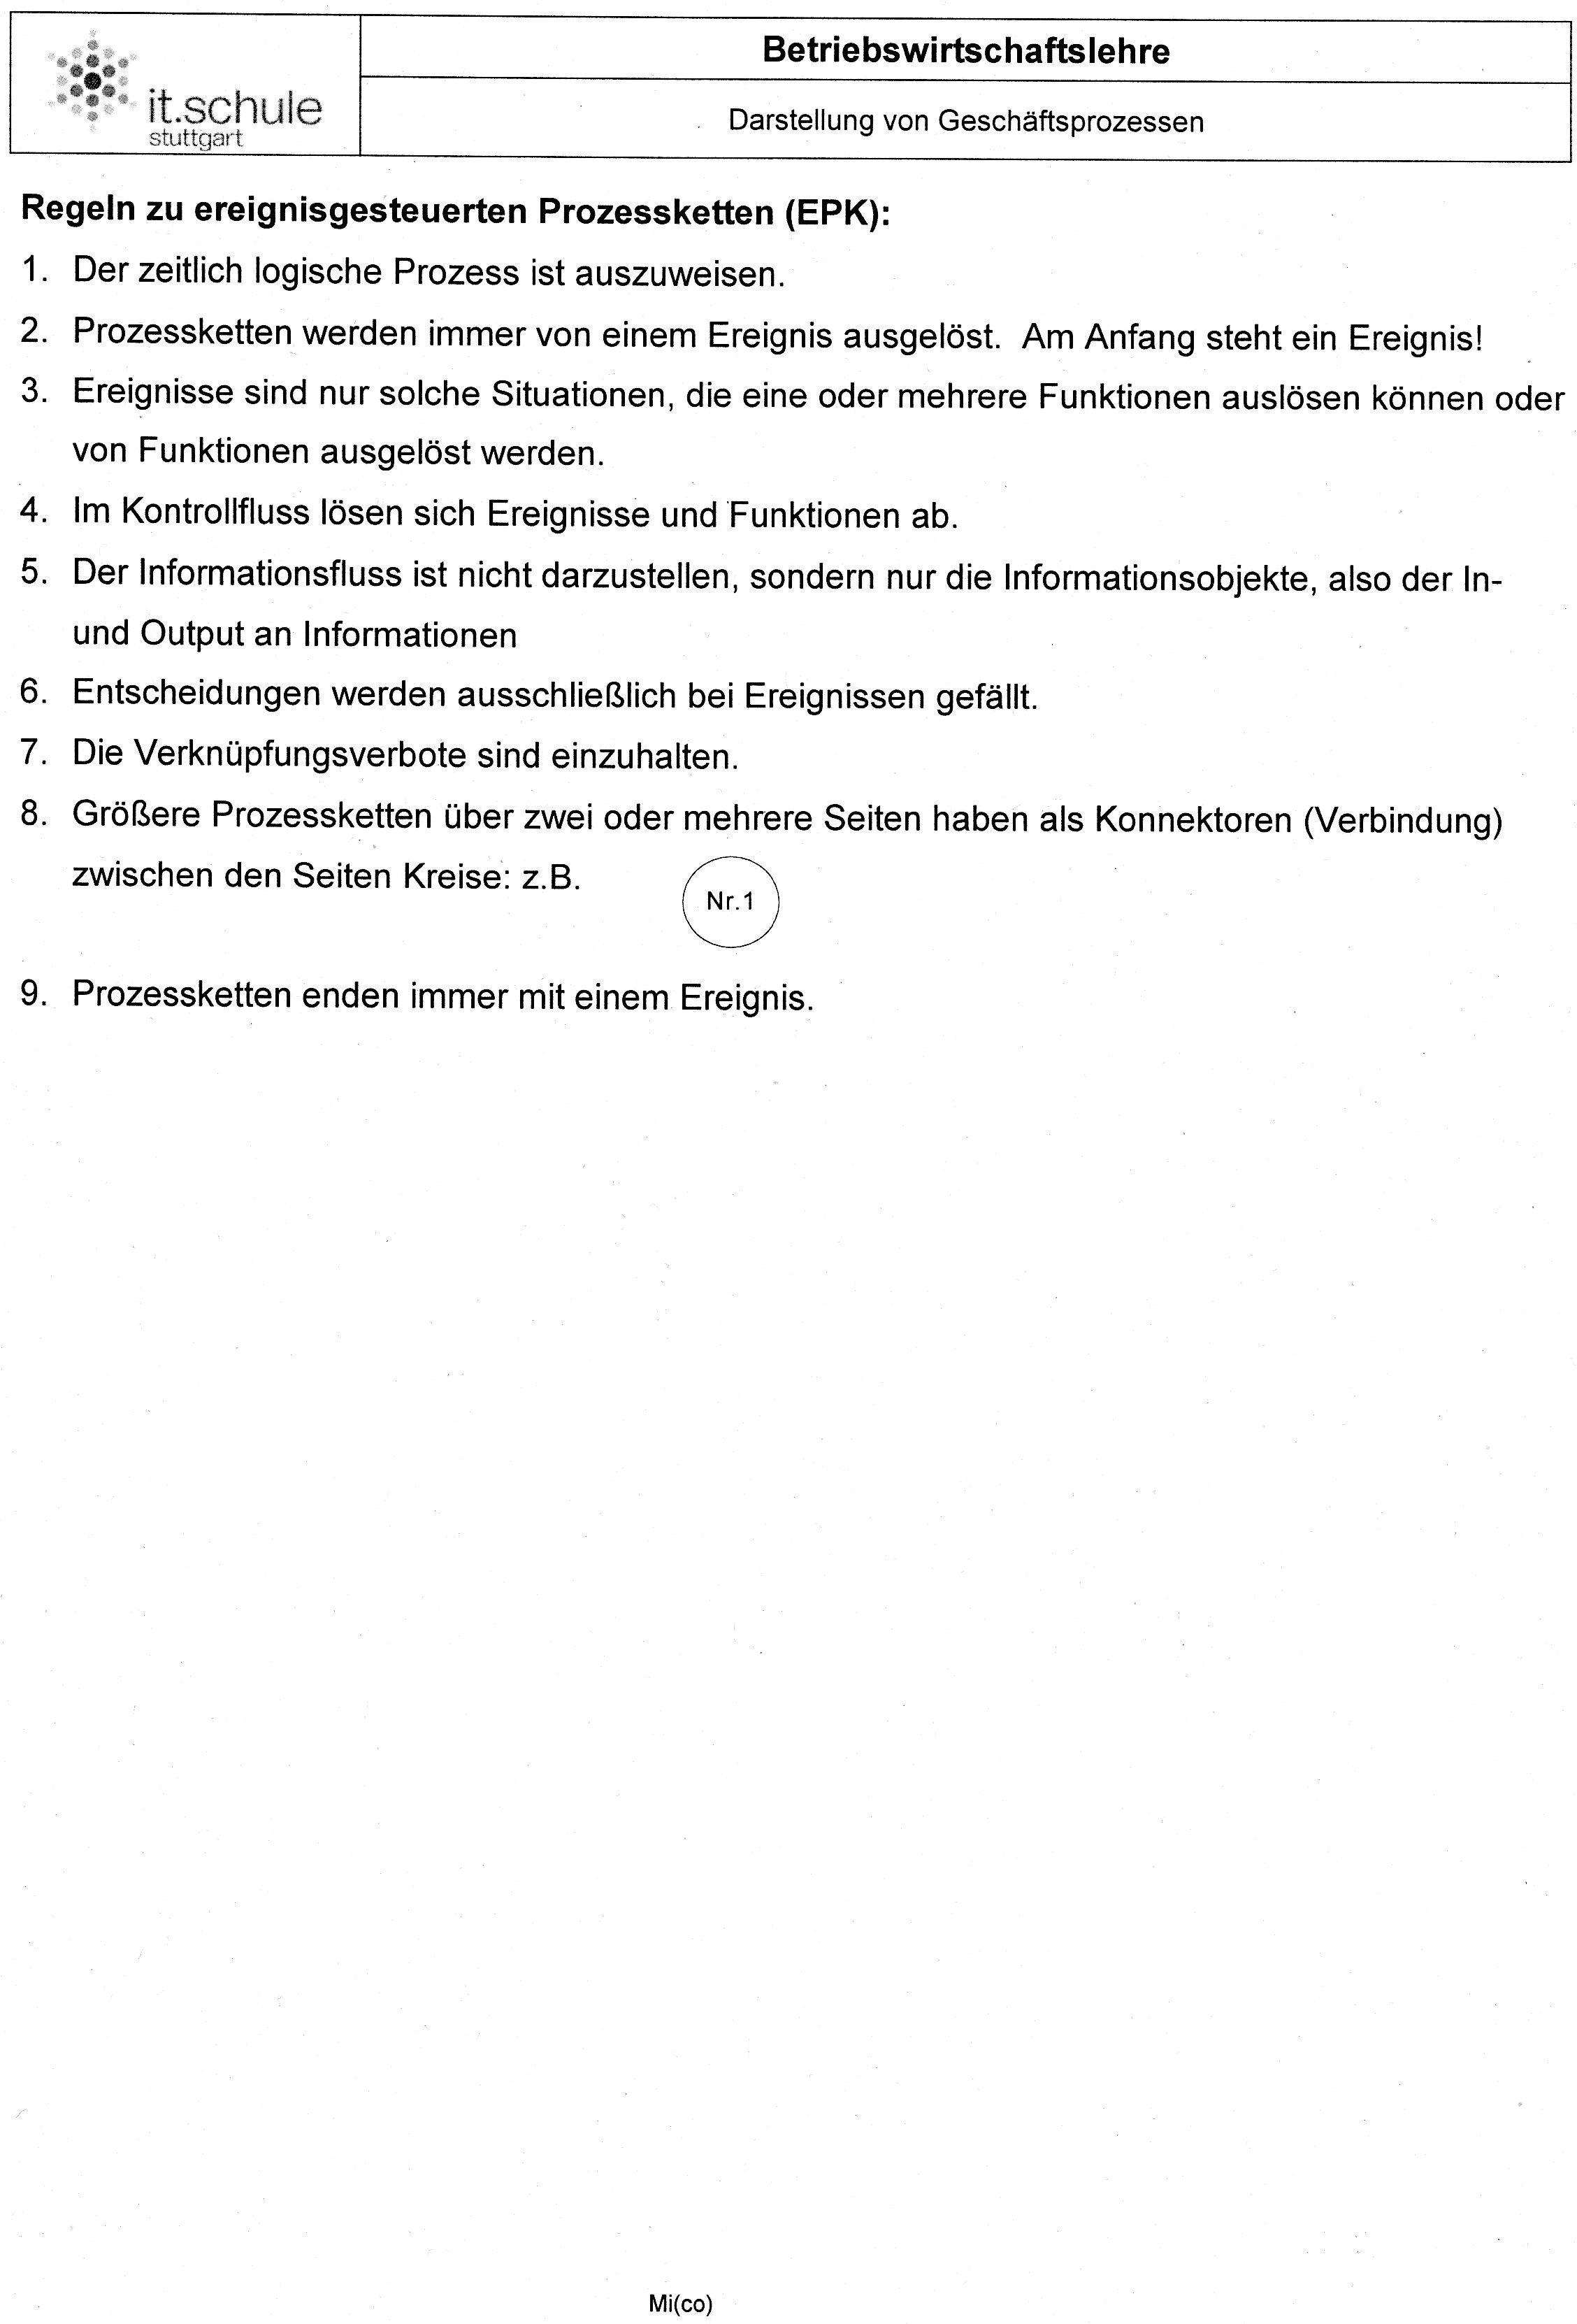 it.schule
stuttgart
Betriebswirtschaftslehre
Darstellung von Geschäftsprozessen
Regeln zu ereignisgesteuerten Prozessketten (EPK):
1. Der zeitlich logische Prozess ist auszuweisen.
2. Prozessketten werden immer von einem Ereignis ausgelöst. Am Anfang steht ein Ereignis!
3. Ereignisse sind nur solche Situationen, die eine oder mehrere Funktionen auslösen können oder
von Funktionen ausgelöst werden.
4. Im Kontrollfluss lösen sich Ereignisse und Funktionen ab.
5. Der Informationsfluss ist nicht darzustellen, sondern nur die Informationsobjekte, also der In-
und Output an Informationen
6. Entscheidungen werden ausschließlich bei Ereignissen gefällt.
7. Die Verknüpfungsverbote sind einzuhalten.
8. Größere Prozessketten über zwei oder mehrere Seiten haben als Konnektoren (Verbindung)
zwischen den Seiten Kreise: z.B.
Nr.1
9. Prozessketten enden immer mit einem Ereignis.
Mi(co)